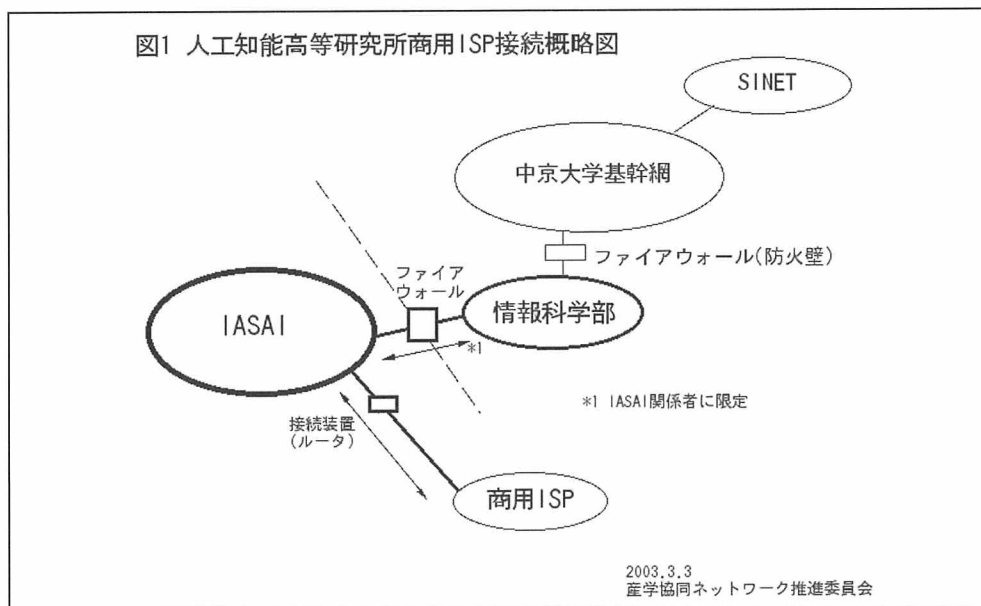 図1 人工知能高等研究所商用ISP接続概略図
SINET
中京大学基幹網
ファイアウォール(防火壁)
ファイア
ウォール
情報科学部
IASAI
*1
*1 IASAI関係者に限定
接続装置
(ルータ)
商用ISP
2003.3.3
産学協同ネットワーク推進委員会